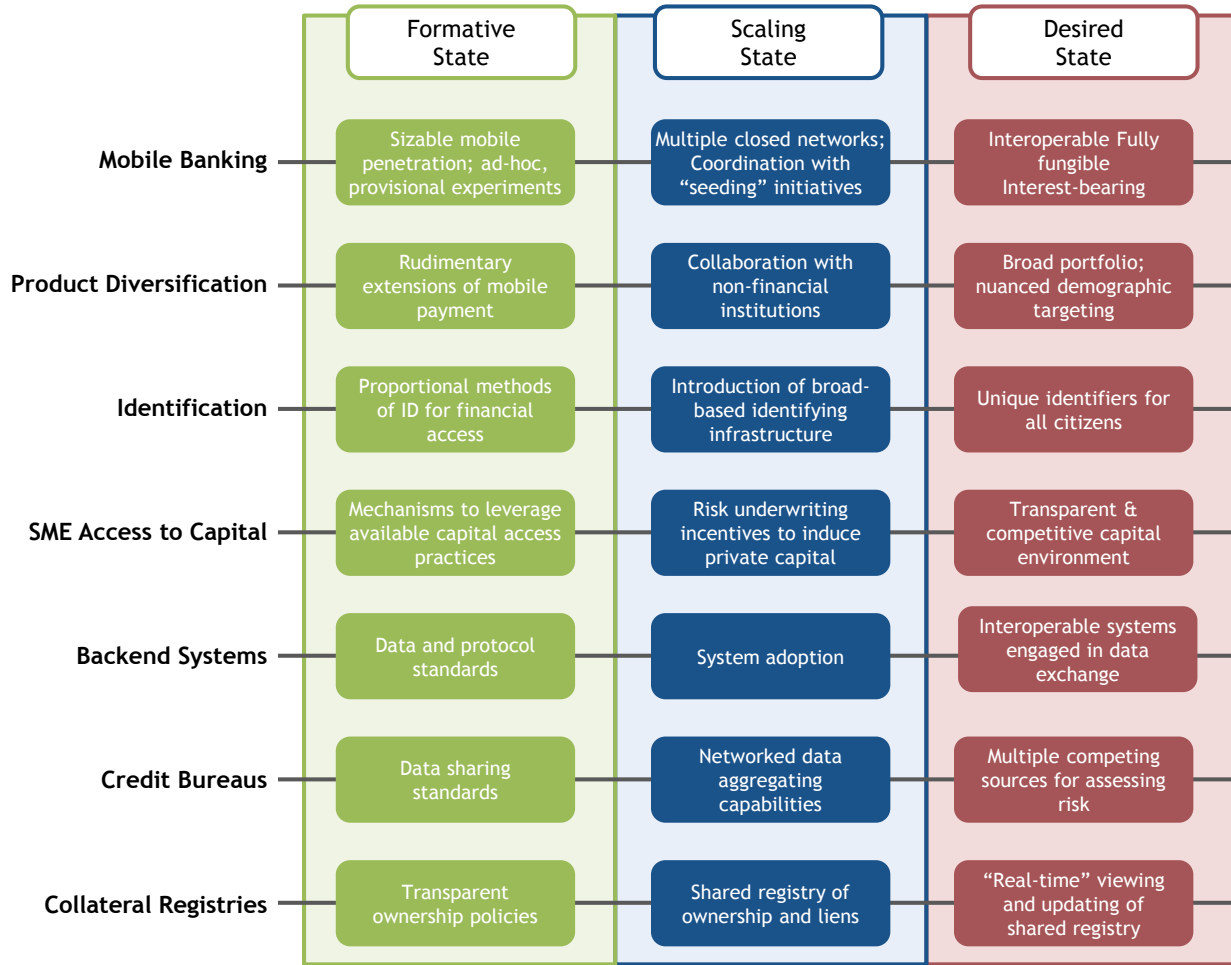 Formative
State
Scaling
State
Desired
State
Mobile Banking
Sizable mobile
penetration; ad-hoc,
provisional experiments
Multiple closed networks;
Coordination with
“seeding” initiatives
Interoperable Fully
fungible
Interest-bearing
Product Diversification
Rudimentary
extensions of mobile
payment
Collaboration with
non-financial
institutions
Broad portfolio;
nuanced demographic
targeting
Identification
Proportional methods
of ID for financial
access
Introduction of broad-
based identifying
infrastructure
Unique identifiers for
all citizens
SME Access to Capital
Mechanisms to leverage
available capital access
practices
Risk underwriting
incentives to induce
private capital
Transparent &
competitive capital
environment
Backend Systems
Data and protocol
standards
System adoption
Interoperable systems
engaged in data
exchange
Credit Bureaus
Data sharing
standards
Networked data
aggregating
capabilities
Multiple competing
sources for assessing
risk
Collateral Registries
Transparent
ownership policies
Shared registry of
ownership and liens
“Real-time” viewing
and updating of
shared registry